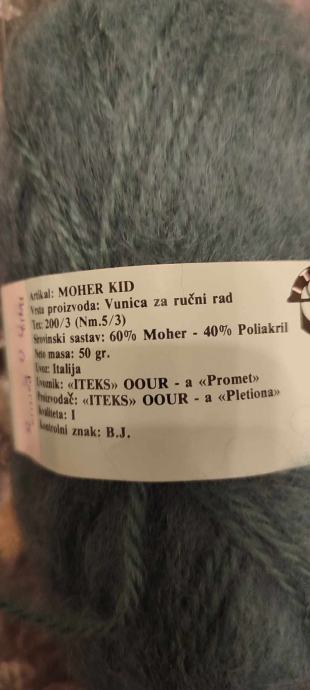 Artikal: MOHER KID
Vrsta proizvoda: Vunica za ručni rad
Tex: 200/3 (Nm.5/3)
Sirovinski sastav: 60% Moher - 40% Poliakril
Neto masa: 50 gr.
Uvoz: Italija
Uvoznik: «ITEKS» OOUR - a «Promet»
Proizvođač: «ITEKS» OOUR - a «Pletiona»
Kvaliteta: I
Kontrolni znak: B.J.